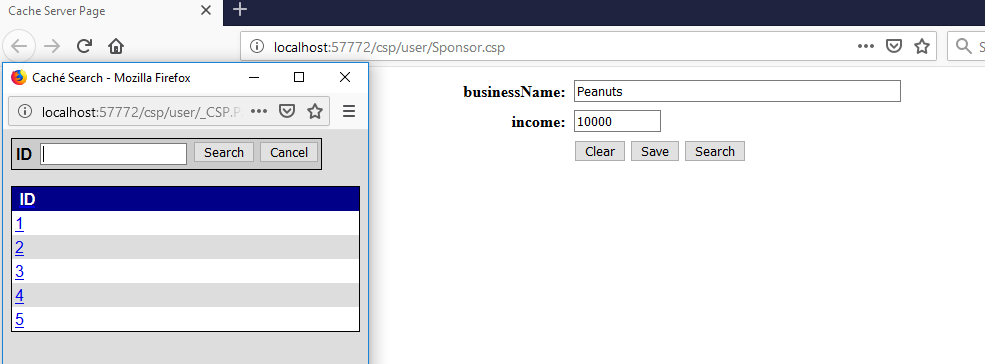 Cache Server Page
localhost:57772/csp/user/Sponsor.csp
S
Caché Search - Mozilla Firefox
localhost:57772/csp/user/_CSP.P
ID
Search
Cancel
ID
1
2
3
4
5
businessName: Peanuts
income: 10000
Clear Save Search